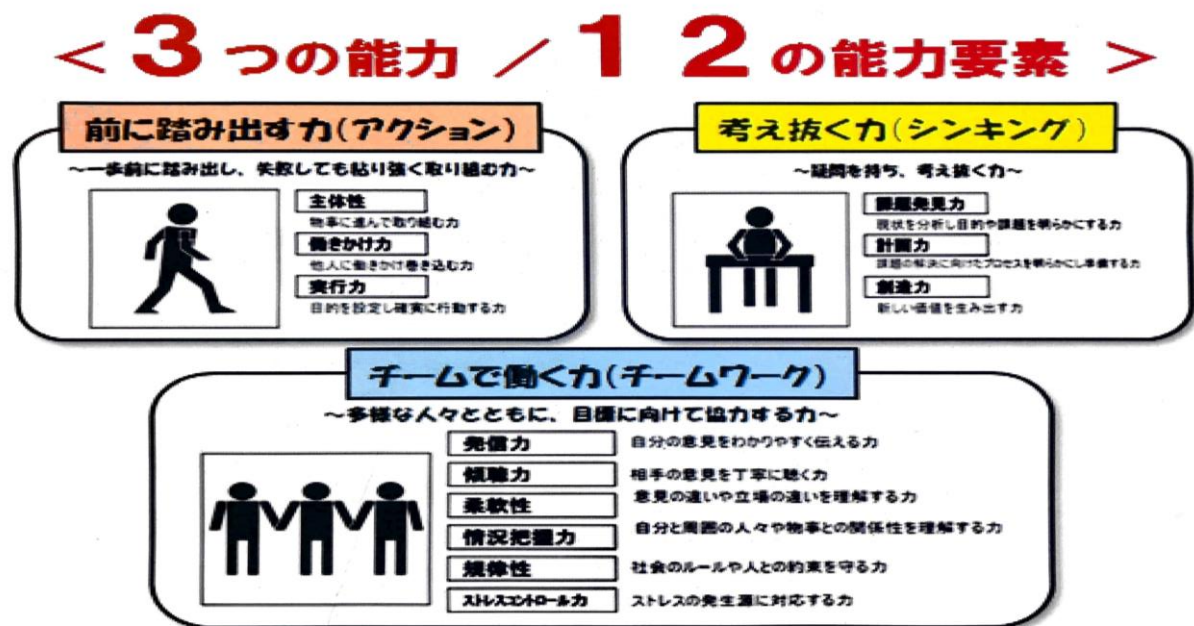 ＜３つの能力／１２の能力要素＞
前に踏み出す力(アクション)
～一歩前に踏み出し、失敗しても粘り強く取り組む力～
主体性
物事に進んで取り組む力
働きかけ力
他人に働きかけ巻き込む力
実行力
目的を設定し確実に行動する力
考え抜く力(シンキング)
～疑問を持ち、考え抜く力～
課題発見力
現状を分析し目的や課題を明らかにする力
計画力
課題の解決に向けたプロセスを明らかにし準備する力
創造力
新しい価値を生み出す力
チームで働く力(チームワーク)
～多様な人々とともに、目標に向けて協力する力～
発信力 自分の意見をわかりやすく伝える力
傾聴力 相手の意見を丁寧に聴く力
柔軟性 意見の違いや立場の違いを理解する力
情況把握力 自分と周囲の人々や物事との関係性を理解する力
規律性 社会のルールや人との約束を守る力
ストレスコントロール力 ストレスの発生源に対応する力